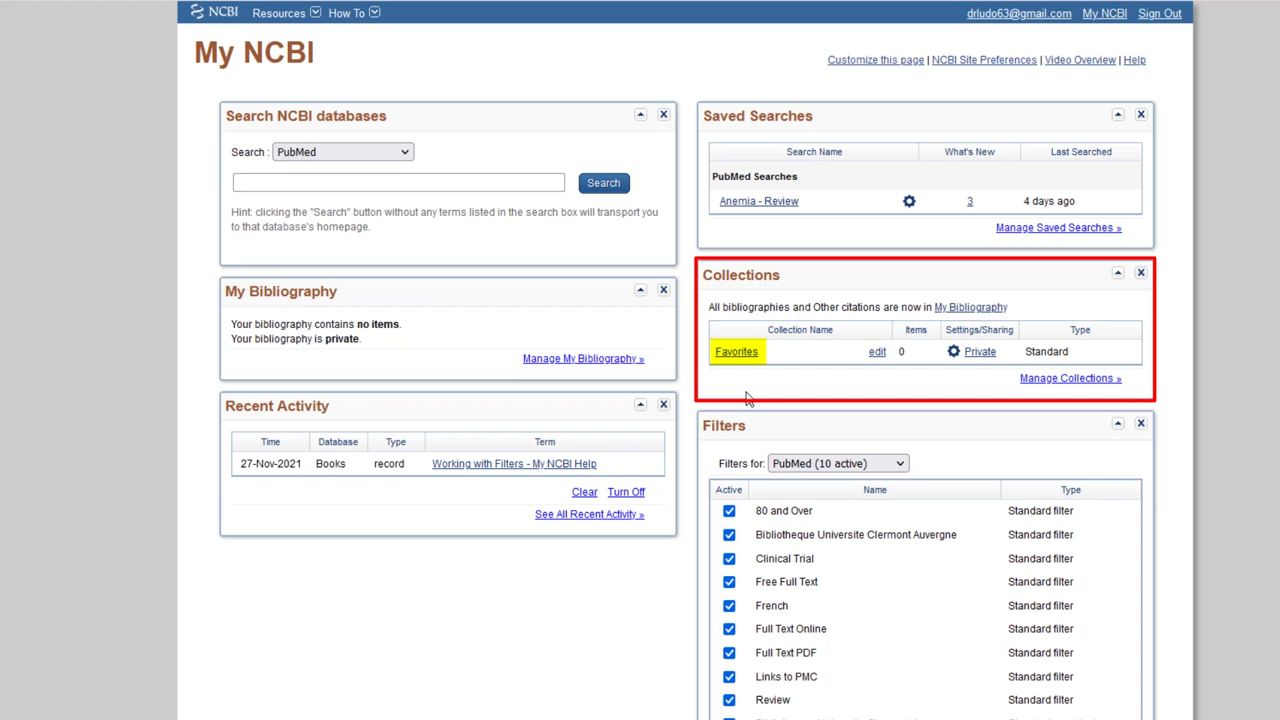 NCBI Resources How To drludo63@gmail.com My NCBI Sign Out
My NCBI
Customize this page | NCBI Site Preferences | Video Overview | Help
Search NCBI databases
Search : PubMed
Search
Hint: clicking the "Search" button without any terms listed in the search box will transport you
to that database's homepage.
My Bibliography
Your bibliography contains no items.
Your bibliography is private.
Manage My Bibliography »
Recent Activity
Time Database Type Term
27-Nov-2021 Books record Working with Filters - My NCBI Help
Clear Turn Off
See All Recent Activity »
Saved Searches
Search Name What's New Last Searched
PubMed Searches
Anemia - Review 3 4 days ago
Manage Saved Searches »
Collections
All bibliographies and Other citations are now in My Bibliography
Collection Name Items Settings/Sharing Type
Favorites edit 0 Private Standard
Manage Collections »
Filters
Filters for: PubMed (10 active)
Active Name Type
80 and Over Standard filter
Bibliotheque Universite Clermont Auvergne Standard filter
Clinical Trial Standard filter
Free Full Text Standard filter
French Standard filter
Full Text Online Standard filter
Full Text PDF Standard filter
Links to PMC Standard filter
Review Standard filter